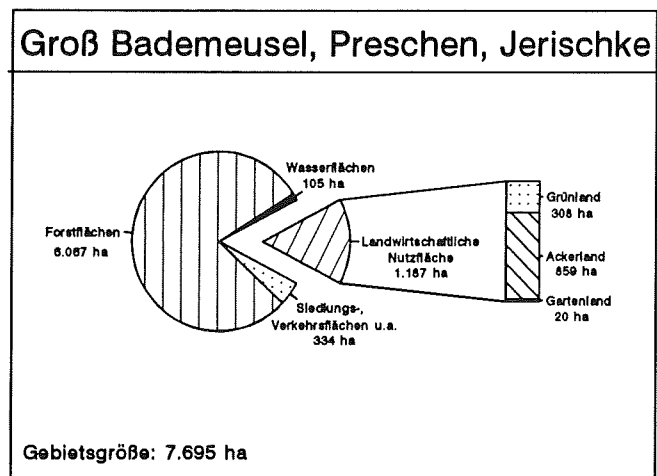 Groß Bademeusel, Preschen, Jerischke
Wasserflächen
105 ha
Forstflächen
6.067 ha
Landwirtschaftliche
Nutzfläche
1.187 ha
Siedlungs-,
Verkehrsflächen u.a.
334 ha
Grünland
308 ha
Ackerland
859 ha
Gartenland
20 ha
Gebietsgröße: 7.695 ha